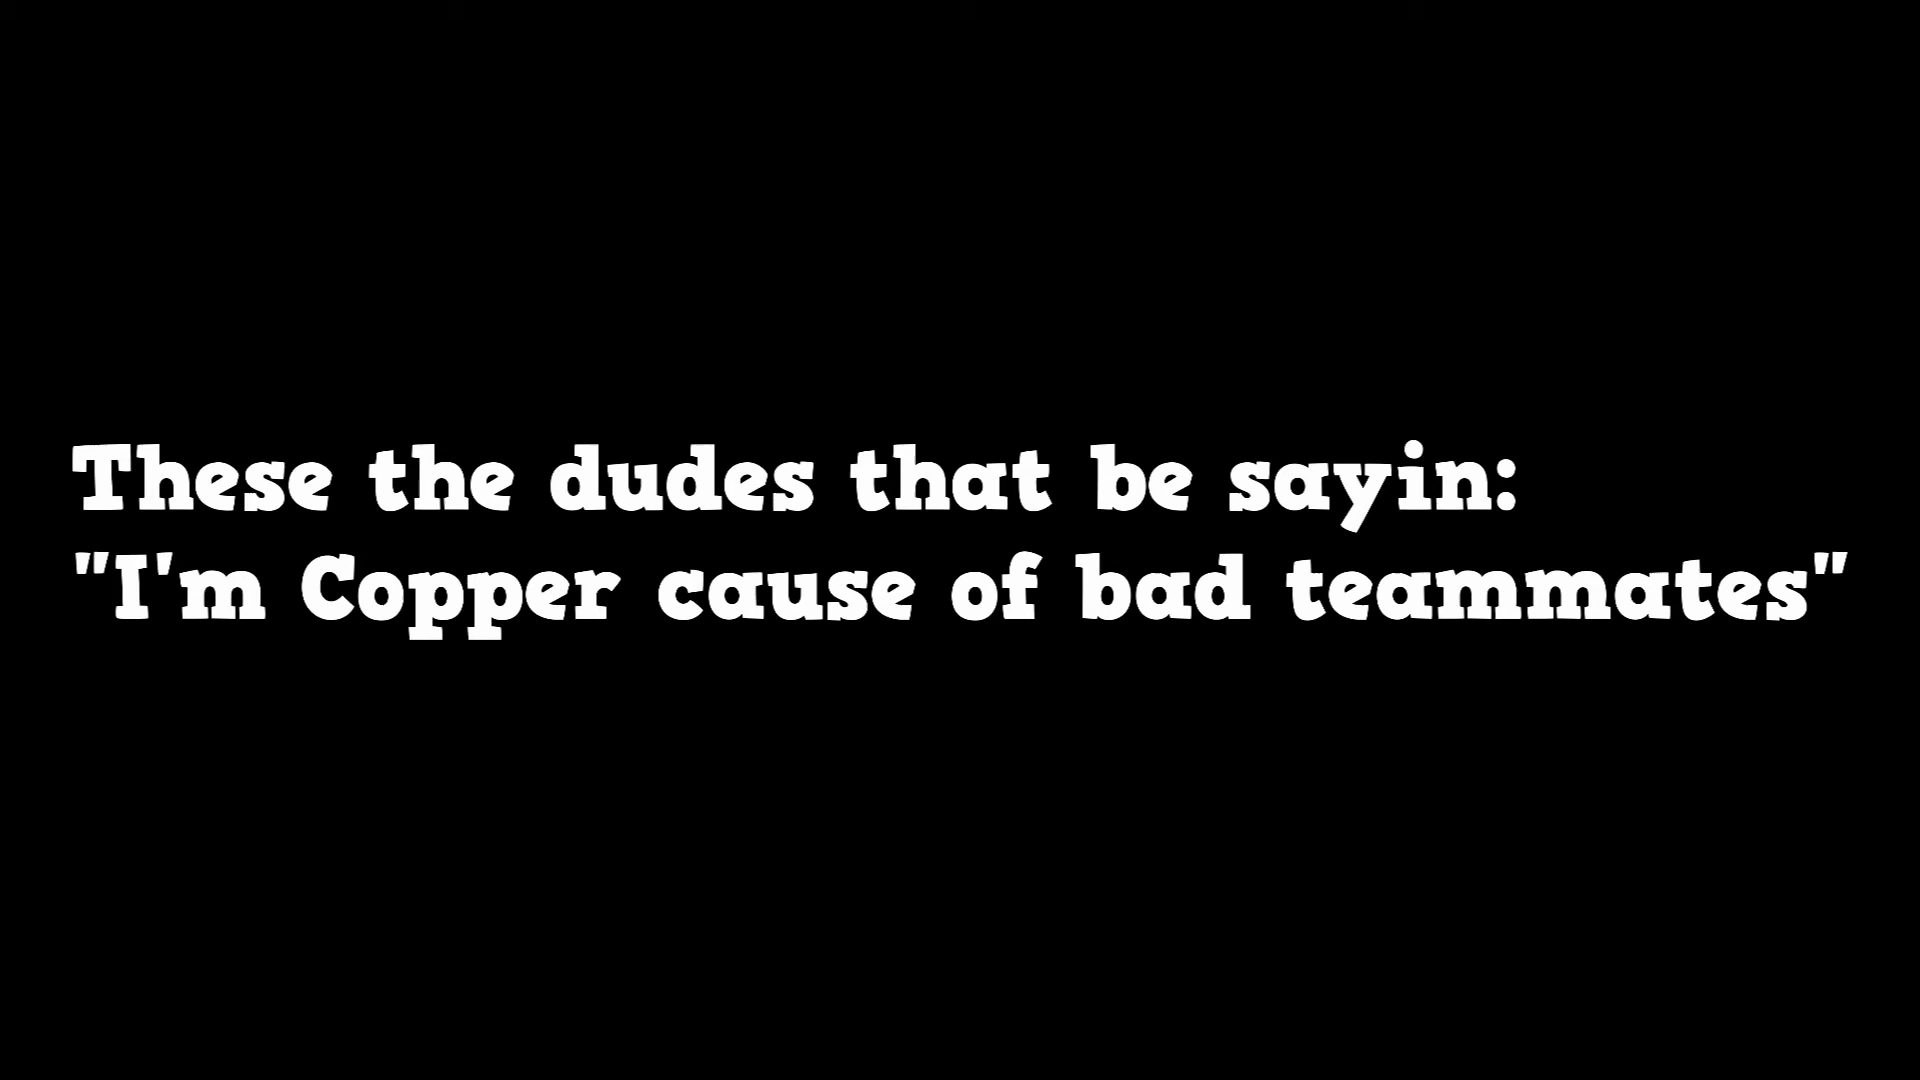 These the dudes that be sayin:
"I'm Copper cause of bad teammates"